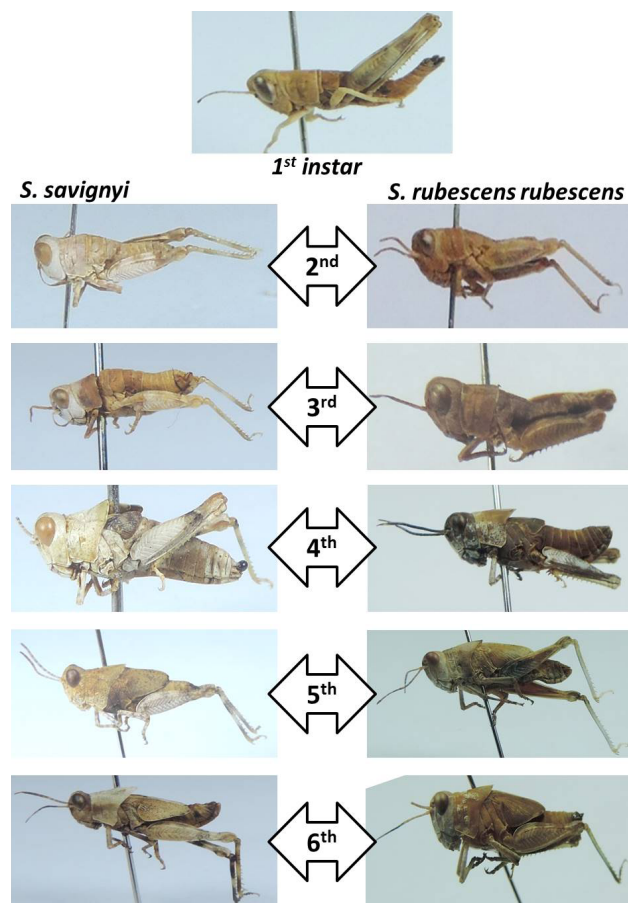 1st instar
S. savignyi
S. rubescens rubescens
2nd
3rd
4th
5th
6th